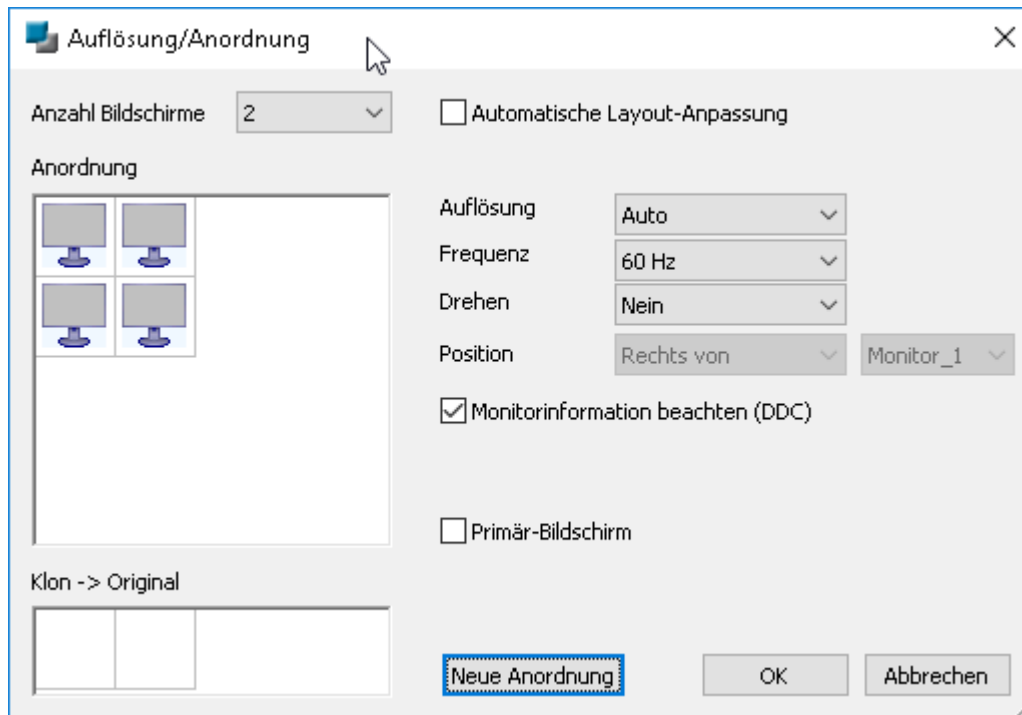 Auflösung/Anordnung
Anzahl Bildschirme 2
Automatische Layout-Anpassung
Anordnung
Auflösung Auto
Frequenz 60 Hz
Drehen Nein
Position Rechts von Monitor_1
Monitorinformation beachten (DDC)
Primär-Bildschirm
Klon -> Original
Neue Anordnung OK Abbrechen